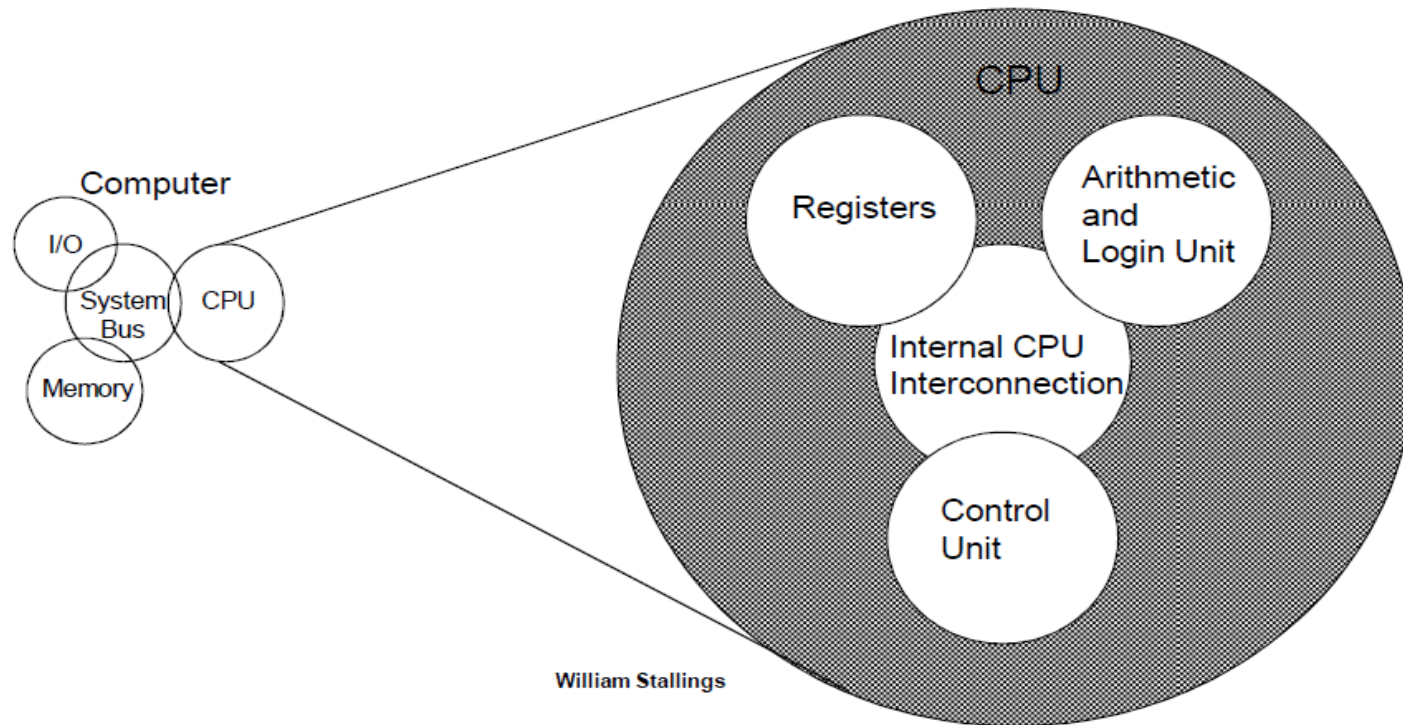 Computer
I/O
System
Bus
CPU
Memory
CPU
Registers
Arithmetic
and
Login Unit
Internal CPU
Interconnection
Control
Unit
William Stallings